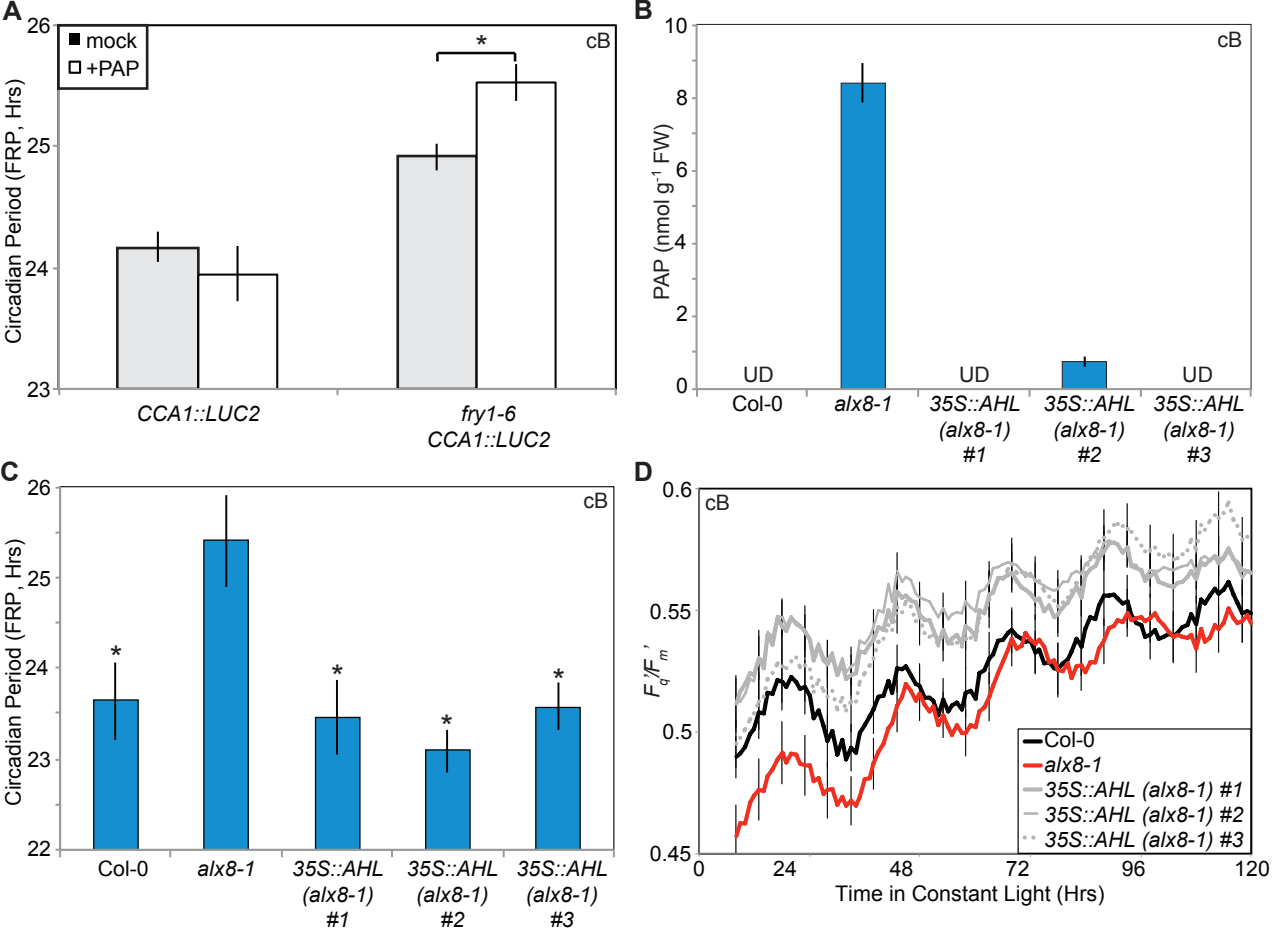 A
26
25
24
23
Circadian Period (FRP, Hrs)
mock
+PAP
cB
*
CCA1::LUC2
fry1-6
CCA1::LUC2
B
10
8
6
4
2
0
PAP (nmol g-1 FW)
cB
UD
UD
UD
Col-0
alx8-1
35S::AHL
(alx8-1)
#1
35S::AHL
(alx8-1)
#2
35S::AHL
(alx8-1)
#3
C
26
25
24
23
22
Circadian Period (FRP, Hrs)
cB
*
*
*
*
Col-0
alx8-1
35S::AHL
(alx8-1)
#1
35S::AHL
(alx8-1)
#2
35S::AHL
(alx8-1)
#3
D
0.6
0.55
0.5
0.45
Fq'/Fm'
cB
Col-0
alx8-1
35S::AHL (alx8-1) #1
35S::AHL (alx8-1) #2
35S::AHL (alx8-1) #3
0
24
48
72
96
120
Time in Constant Light (Hrs)